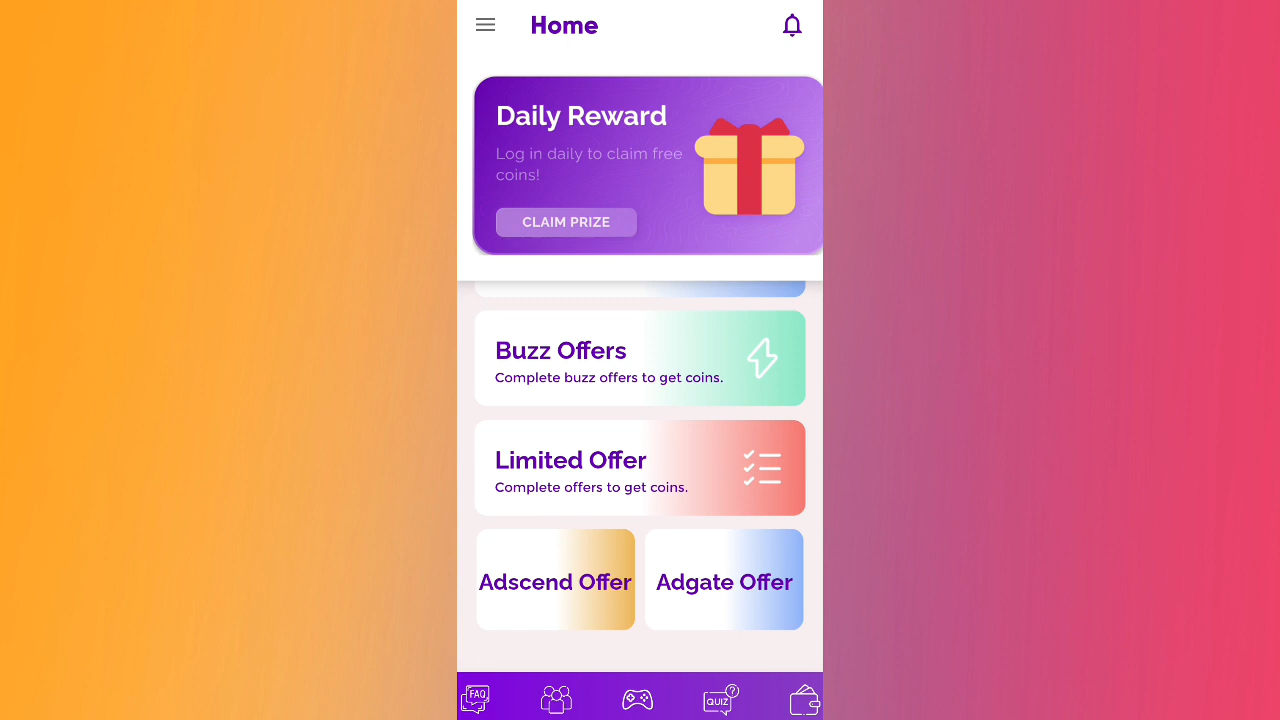 Home
Daily Reward
Log in daily to claim free
coins!
CLAIM PRIZE
Buzz Offers
Complete buzz offers to get coins.
Limited Offer
Complete offers to get coins.
Adscend Offer
Adgate Offer
FAQ
QUIZ
?